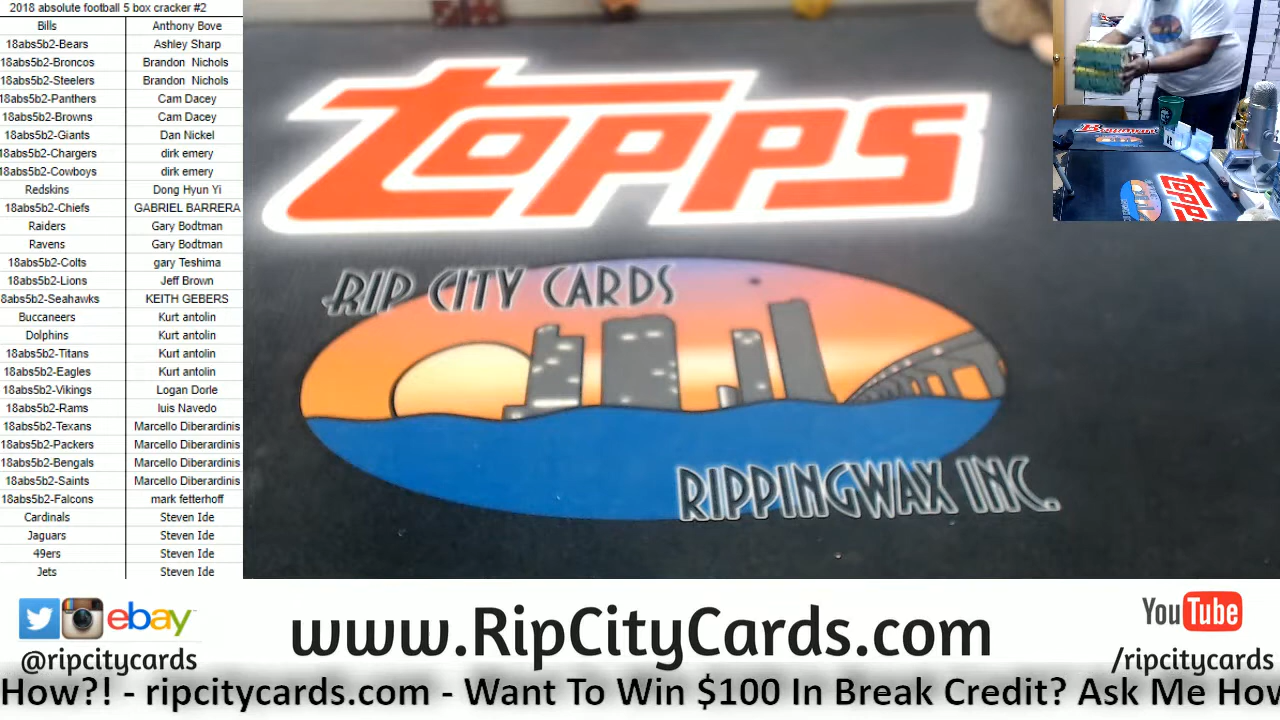 2018 absolute football 5 box cracker #2
Bills Anthony Bove
18abs5b2-Bears Ashley Sharp
18abs5b2-Broncos Brandon Nichols
18abs5b2-Steelers Brandon Nichols
18abs5b2-Panthers Cam Dacey
18abs5b2-Browns Cam Dacey
18abs5b2-Giants Dan Nickel
18abs5b2-Chargers dirk emery
18abs5b2-Cowboys dirk emery
Redskins Dong Hyun Yi
18abs5b2-Chiefs GABRIEL BARRERA
Raiders Gary Bodtman
Ravens Gary Bodtman
18abs5b2-Colts gary Teshima
18abs5b2-Lions Jeff Brown
8abs5b2-Seahawks KEITH GEBERS
Buccaneers Kurt antolin
Dolphins Kurt antolin
18abs5b2-Titans Kurt antolin
18abs5b2-Eagles Kurt antolin
18abs5b2-Vikings Logan Dorle
18abs5b2-Rams luis Navedo
18abs5b2-Texans Marcello Diberardinis
18abs5b2-Packers Marcello Diberardinis
18abs5b2-Bengals Marcello Diberardinis
18abs5b2-Saints Marcello Diberardinis
18abs5b2-Falcons mark fetterhoff
Cardinals Steven Ide
Jaguars Steven Ide
49ers Steven Ide
Jets Steven Ide
topps
RIP CITY CARDS
RIPPINGWAX INC.
topps
ebay
@ripcitycards
www.RipCityCards.com
YouTube
/ripcitycards
How?! - ripcitycards.com - Want To Win $100 In Break Credit? Ask Me How